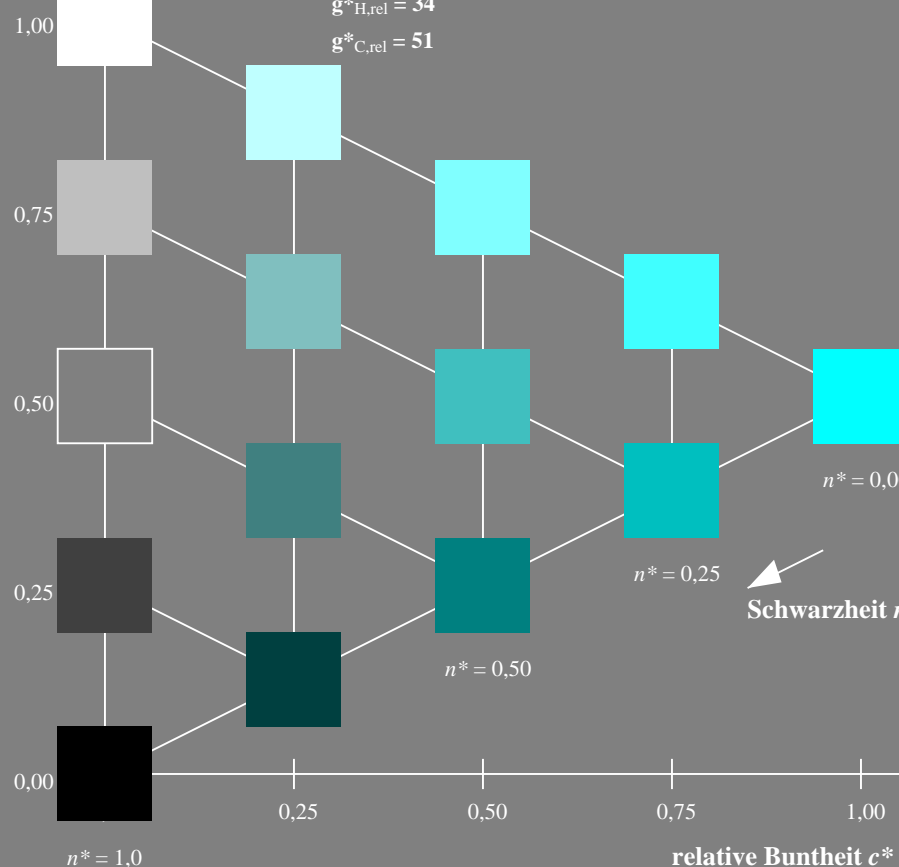 g*H,rel = 34
1,00
g*C,rel = 51
0,75
0,50
n* = 0,0
n* = 0,25
0,25
Schwarzheit n
n* = 0,50
0,00
0,25 0,50 0,75 1,00
n* = 1,0
relative Buntheit c*